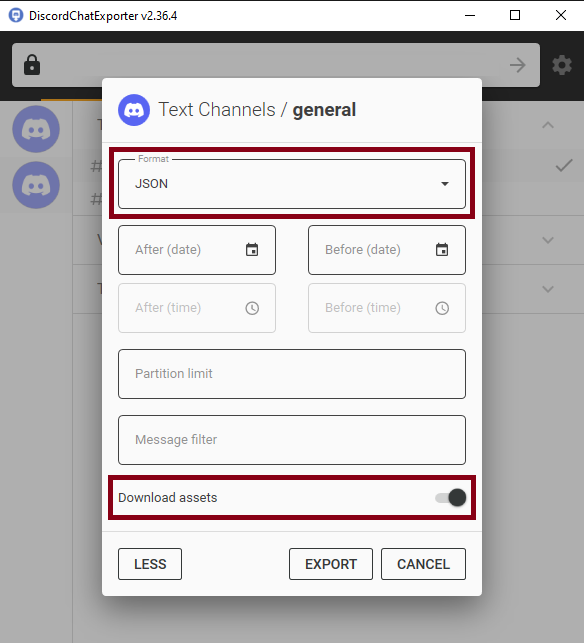 DiscordChatExporter v2.36.4
Text Channels / general
Format
JSON
After (date)
Before (date)
After (time)
Before (time)
Partition limit
Message filter
Download assets
LESS
EXPORT
CANCEL
T
#
#
V
T